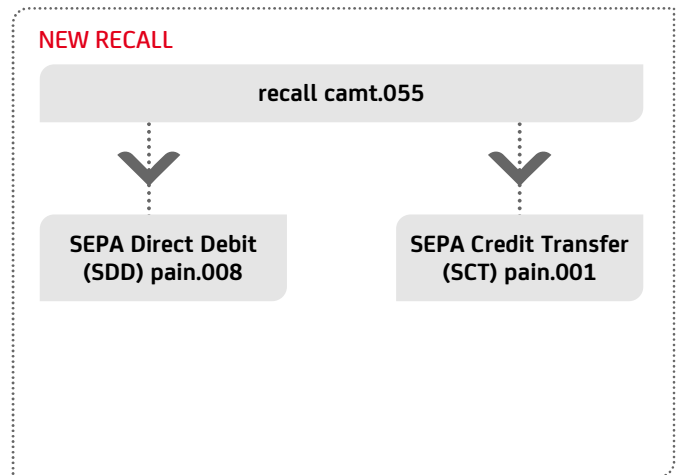 NEW RECALL
recall camt.055
SEPA Direct Debit
(SDD) pain.008
SEPA Credit Transfer
(SCT) pain.001